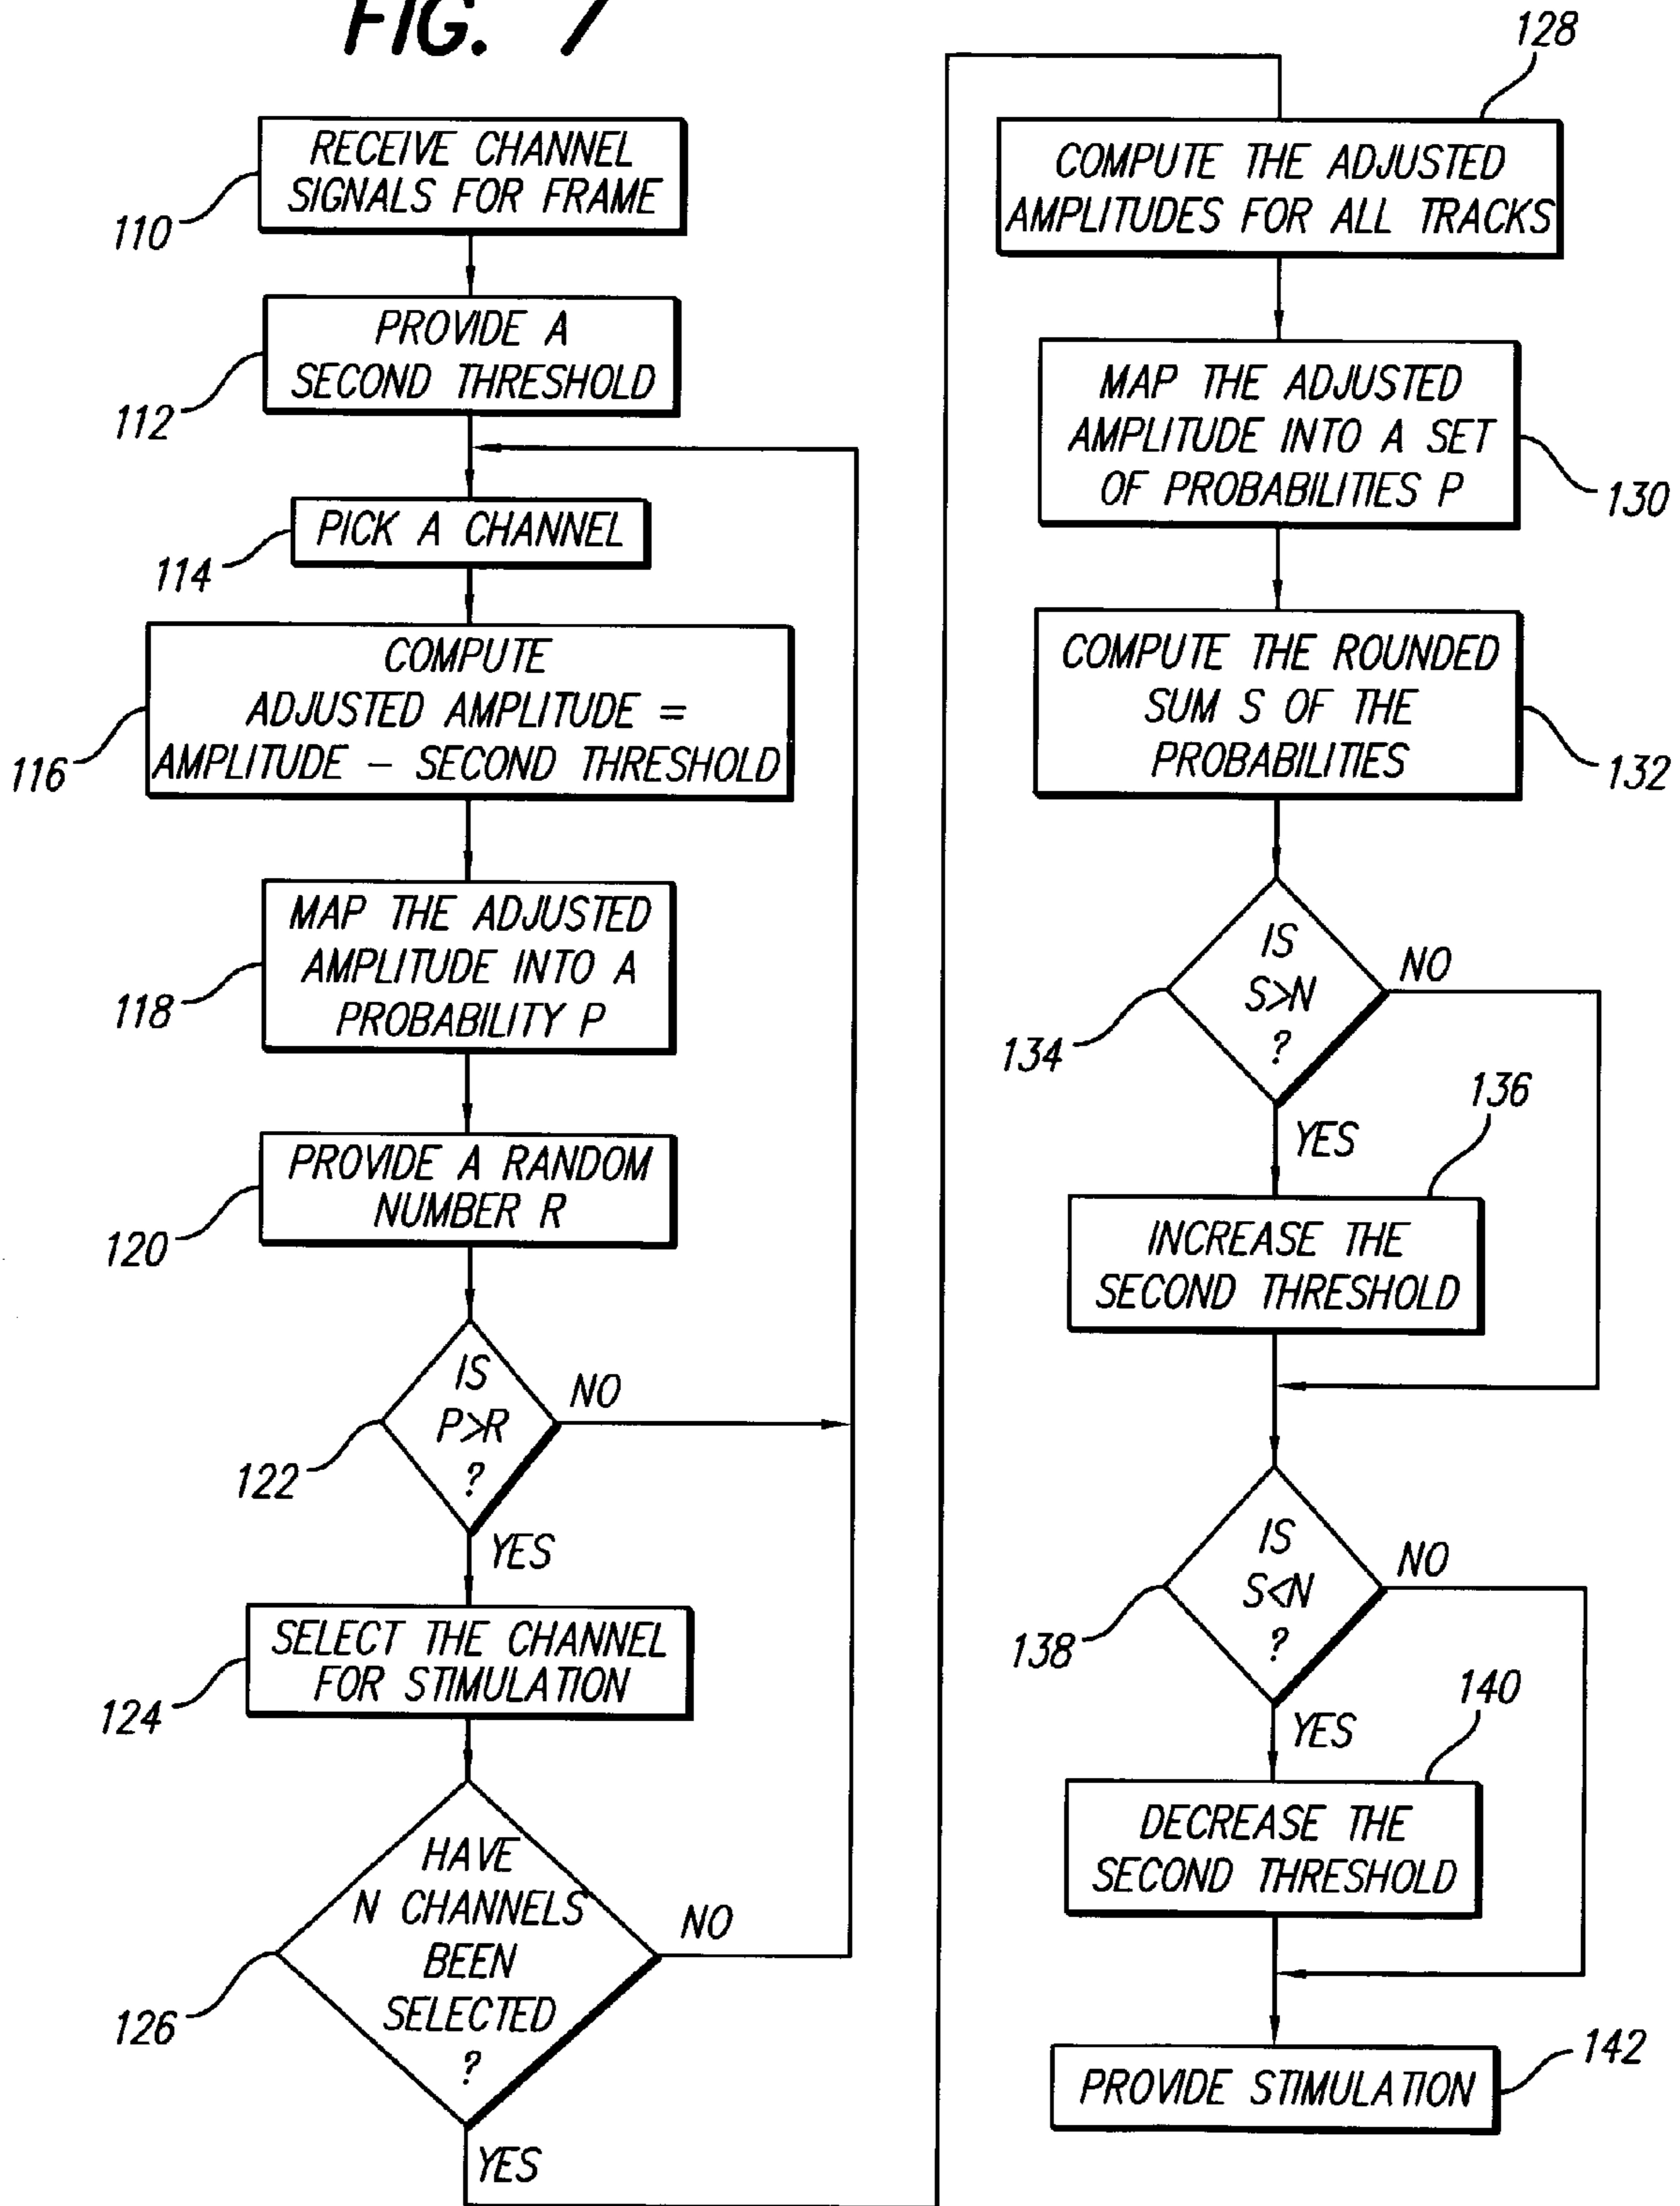 FIG. 7
RECEIVE CHANNEL
SIGNALS FOR FRAME
110
PROVIDE A
SECOND THRESHOLD
112
PICK A CHANNEL
114
COMPUTE
ADJUSTED AMPLITUDE =
AMPLITUDE - SECOND THRESHOLD
116
MAP THE ADJUSTED
AMPLITUDE INTO A
PROBABILITY P
118
PROVIDE A RANDOM
NUMBER R
120
IS
P>R
?
NO
122
YES
SELECT THE CHANNEL
FOR STIMULATION
124
HAVE
N CHANNELS
BEEN
SELECTED
?
NO
126
YES
128
COMPUTE THE ADJUSTED
AMPLITUDES FOR ALL TRACKS
MAP THE ADJUSTED
AMPLITUDE INTO A SET
OF PROBABILITIES P
130
COMPUTE THE ROUNDED
SUM S OF THE
PROBABILITIES
132
IS
S>N
?
NO
134
YES
136
INCREASE THE
SECOND THRESHOLD
IS
S<N
?
NO
138
YES
140
DECREASE THE
SECOND THRESHOLD
142
PROVIDE STIMULATION